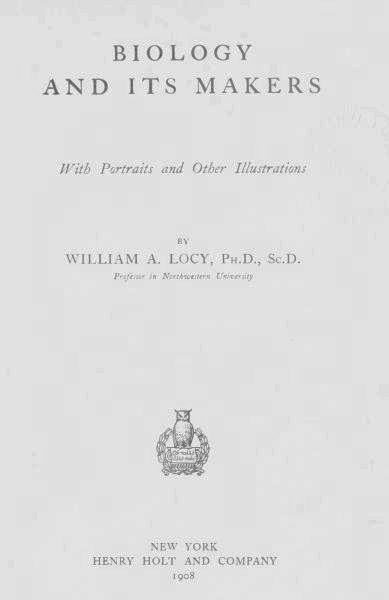 BIOLOGY
AND ITS MAKERS
With Portraits and Other Illustrations
BY
WILLIAM A. LOCY, PH.D., SC.D.
Professor in Northwestern University
NEW YORK
HENRY HOLT AND COMPANY
1908